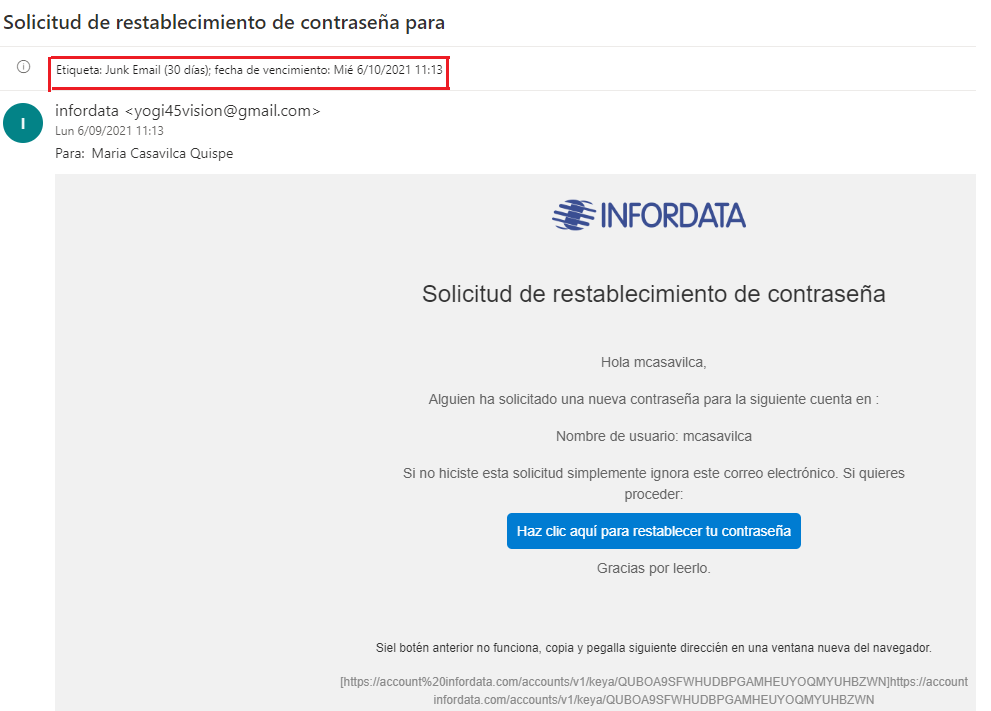 Solicitud de restablecimiento de contraseña para
Etiqueta: Junk Email (30 días); fecha de vencimiento: Mié 6/10/2021 11:13
I
infordata <yogi45vision@gmail.com>
Lun 6/09/2021 11:13
Para: Maria Casavilca Quispe
INFORDATA
Solicitud de restablecimiento de contraseña
Hola mcasavilca,
Alguien ha solicitado una nueva contraseña para la siguiente cuenta en :
Nombre de usuario: mcasavilca
Si no hiciste esta solicitud simplemente ignora este correo electrónico. Si quieres
proceder:
Haz clic aquí para restablecer tu contraseña
Gracias por leerlo.
Siel botén anterior no funciona, copia y pegalla siguiente direccién en una ventana nueva del navegador.
[https://account%20infordata.com/accounts/v1/keya/QUBOA9SFWHUDBPGAMHEUYOQMYUHBZWN]https://account
infordata.com/accounts/v1/keya/QUBOA9SFWHUDBPGAMHEUYOQMYUHBZWN